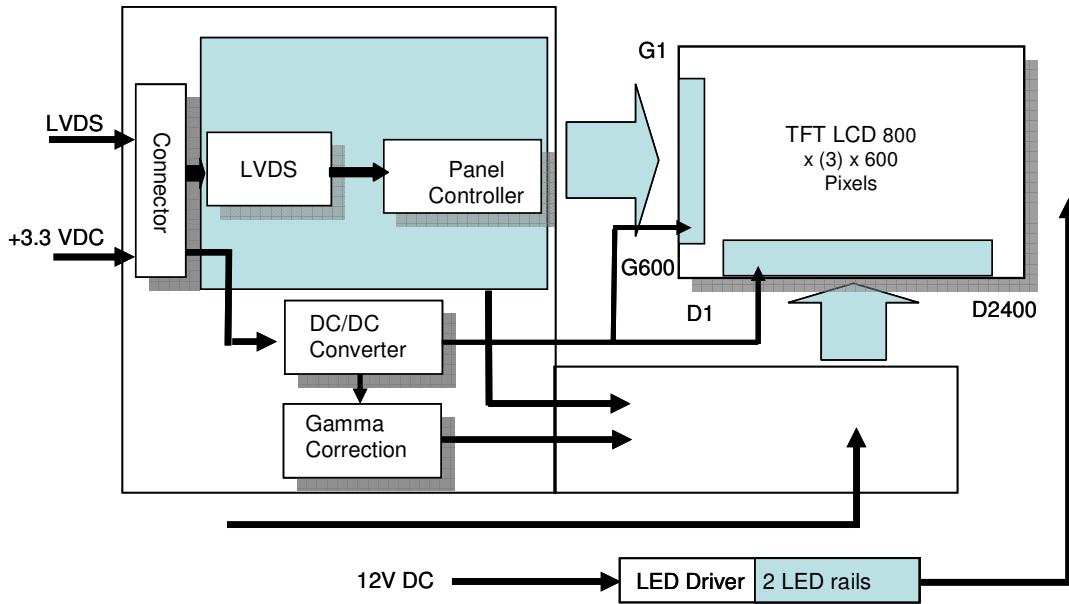 G1
TFT LCD 800
x (3) x 600
Pixels
LVDS
Connector
LVDS
Panel
Controller
+3.3 VDC
G600
D1
D2400
DC/DC
Converter
Gamma
Correction
12V DC
LED Driver
2 LED rails